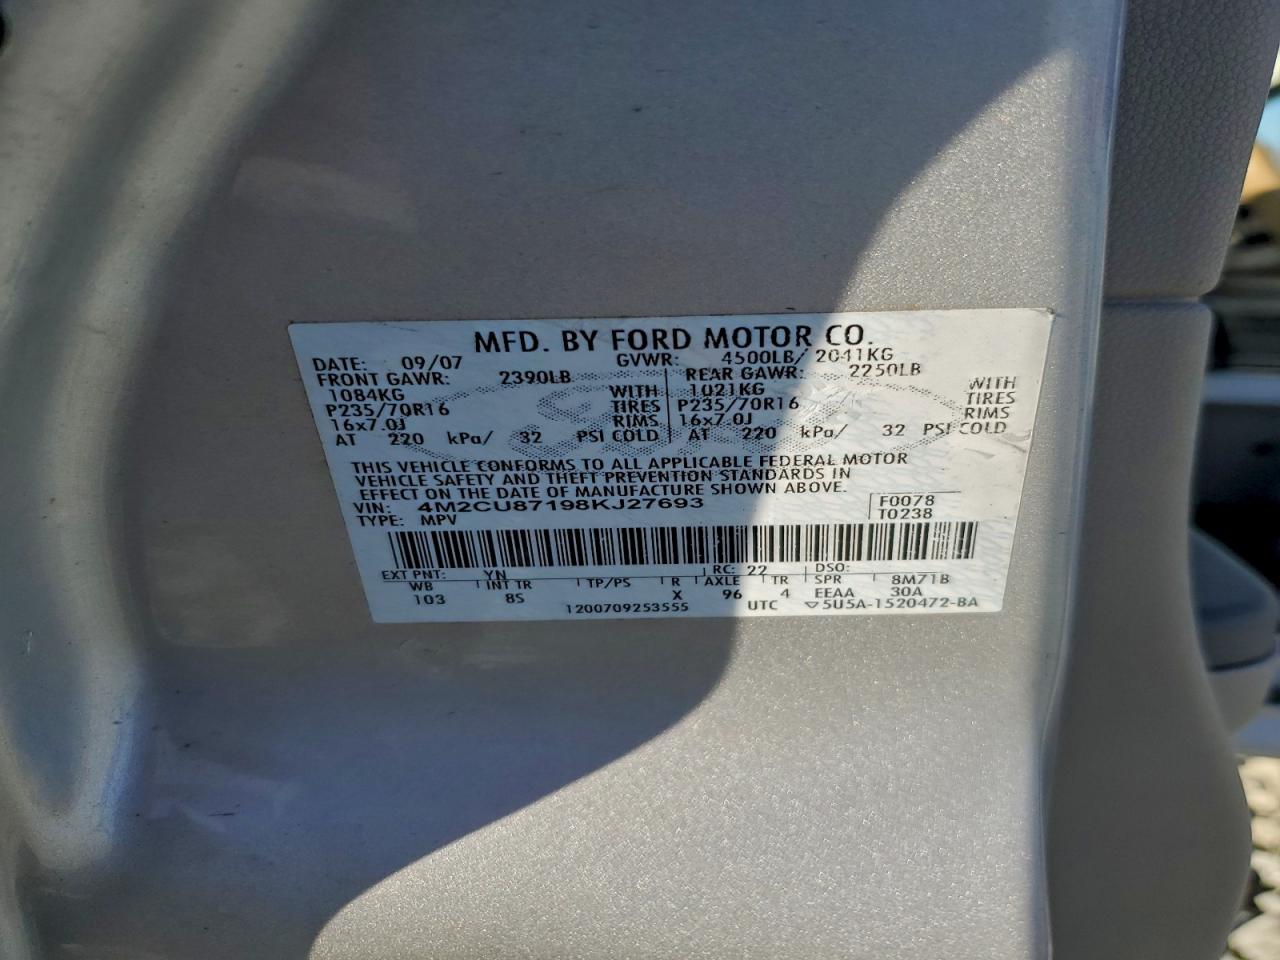 MFD. BY FORD MOTOR CO.
DATE: 09/07 GVWR: 4500LB/ 2041KG
FRONT GAWR: 2390LB REAR GAWR: 2250LB
1084KG WITH 1021KG WITH
P235/70R16 TIRES P235/70R16 TIRES
16x7.0J RIMS 16x7.0J RIMS
AT 220 kPa/ 32 PSI COLD AT 220 kPa/ 32 PSI COLD
THIS VEHICLE CONFORMS TO ALL APPLICABLE FEDERAL MOTOR
VEHICLE SAFETY AND THEFT PREVENTION STANDARDS IN
EFFECT ON THE DATE OF MANUFACTURE SHOWN ABOVE.
VIN: 4M2CU87198KJ27693 F0078
TYPE: MPV T0238
EXT PNT: YN RC: 22 DSO:
WB INT TR TP/PS R AXLE TR SPR 8M71B
103 8S X 96 4 EEAA 30A
1200709253555 UTC ▽5U5A-1520472-BA